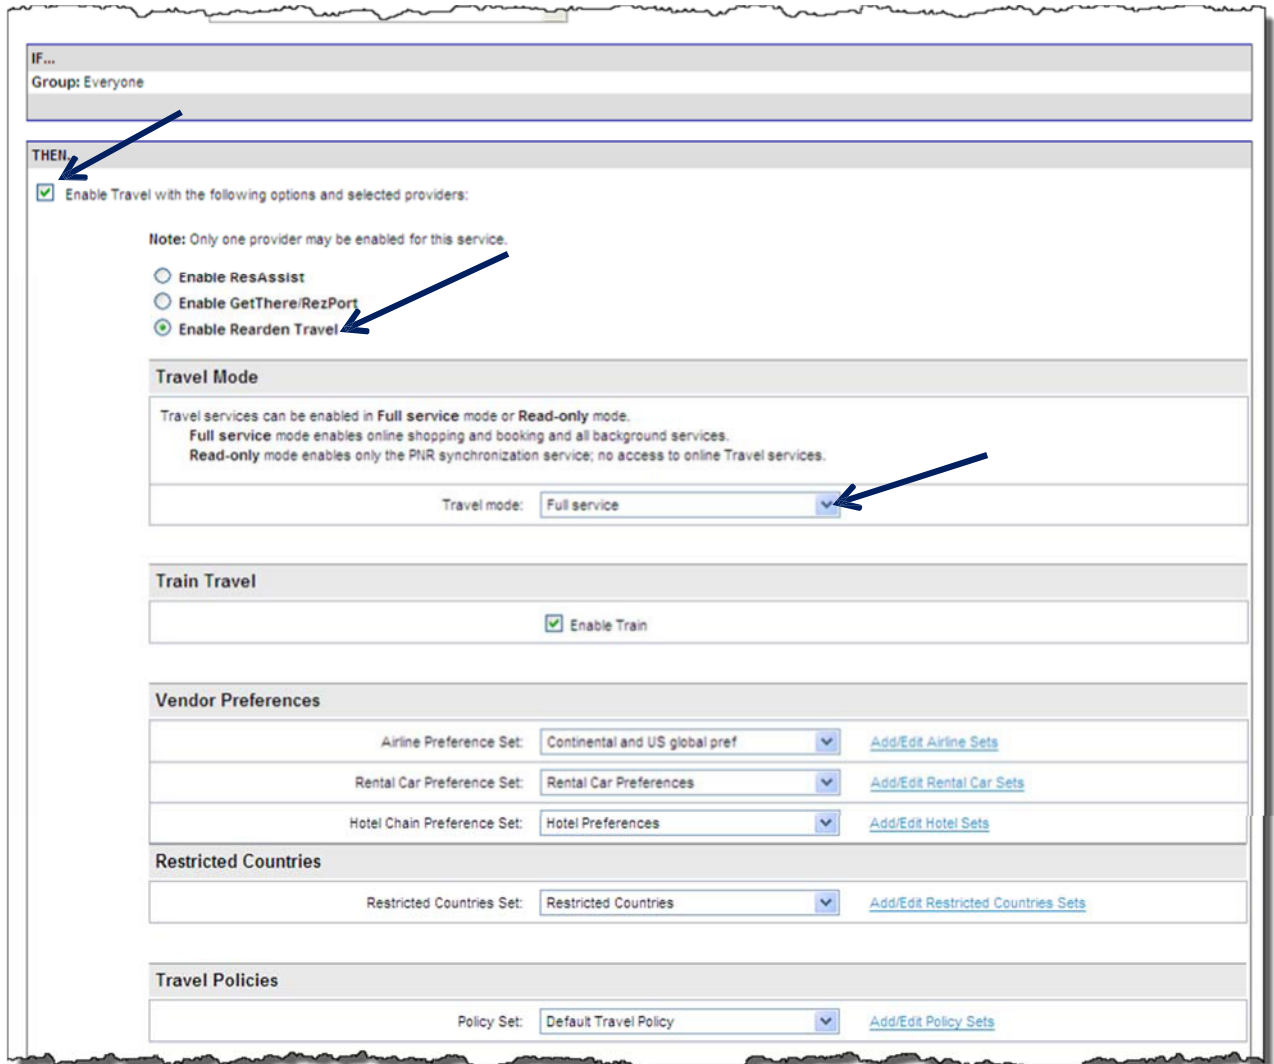 IF...
Group: Everyone
THEN...
Enable Travel with the following options and selected providers:
Note: Only one provider may be enabled for this service.
Enable ResAssist
Enable GetThere/RezPort
Enable Rearden Travel
Travel Mode
Travel services can be enabled in Full service mode or Read-only mode.
Full service mode enables online shopping and booking and all background services.
Read-only mode enables only the PNR synchronization service; no access to online Travel services.
Travel mode: Full service
Train Travel
Enable Train
Vendor Preferences
Airline Preference Set: Continental and US global pref Add/Edit Airline Sets
Rental Car Preference Set: Rental Car Preferences Add/Edit Rental Car Sets
Hotel Chain Preference Set: Hotel Preferences Add/Edit Hotel Sets
Restricted Countries
Restricted Countries Set: Restricted Countries Add/Edit Restricted Countries Sets
Travel Policies
Policy Set: Default Travel Policy Add/Edit Policy Sets